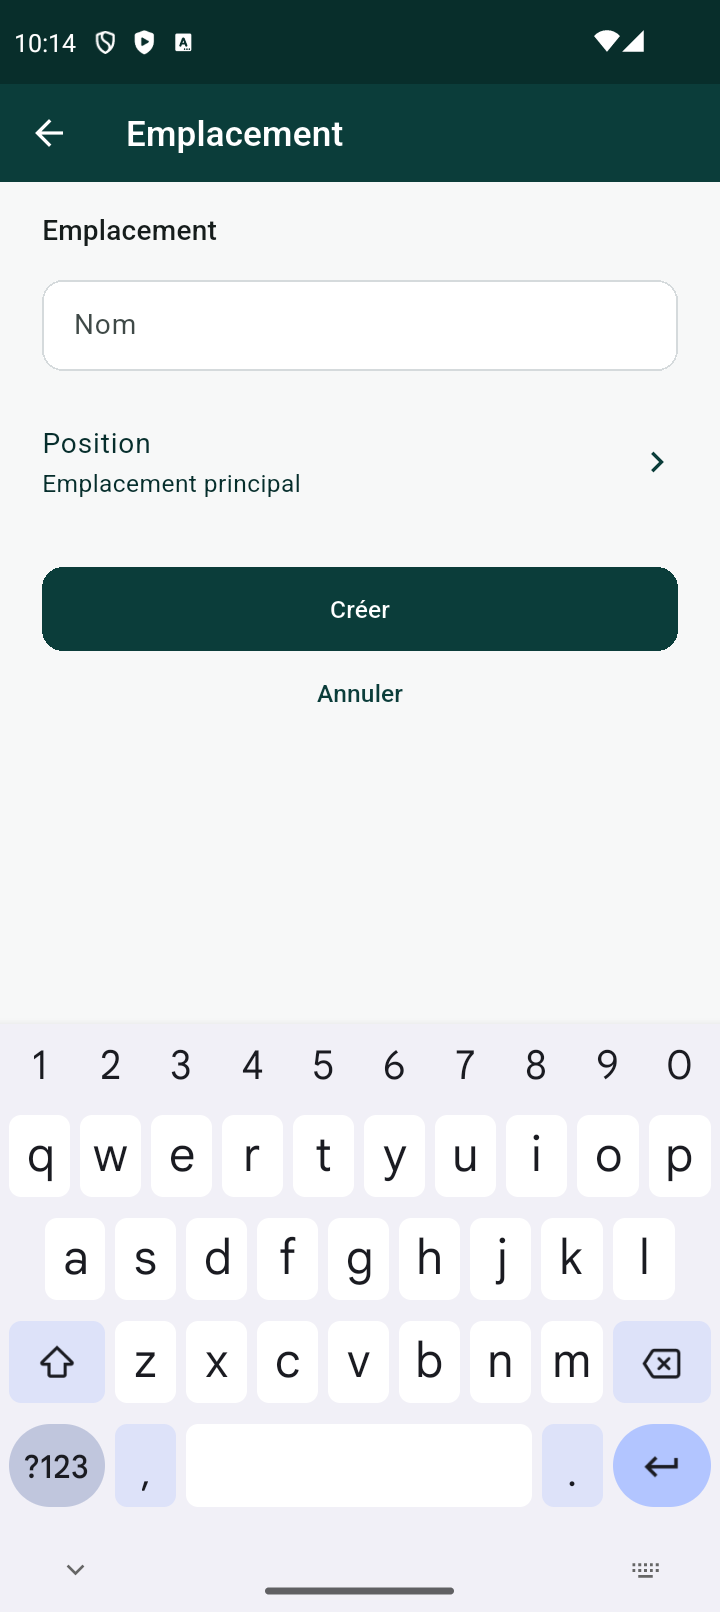 10:14
Emplacement
Emplacement
Nom
Position
Emplacement principal
Créer
Annuler
1 2 3 4 5 6 7 8 9 0
q w e r t y u i o p
a s d f g h j k l
z x c v b n m
?123 , .